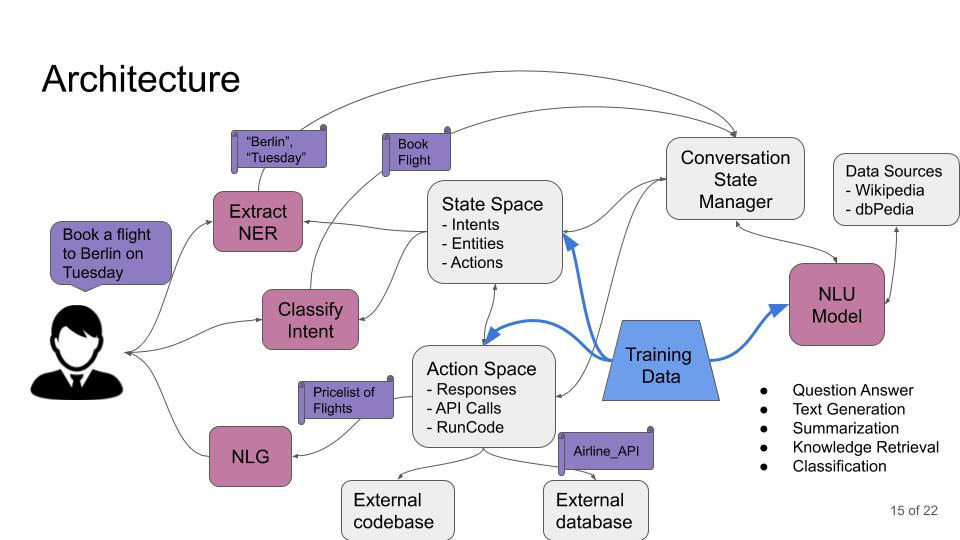 Architecture
“Berlin”,
“Tuesday”
Book
Flight
Conversation
State
Manager
Data Sources
- Wikipedia
- dbPedia
Extract
NER
State Space
- Intents
- Entities
- Actions
Book a flight
to Berlin on
Tuesday
Classify
Intent
NLU
Model
Training
Data
Action Space
- Responses
- API Calls
- RunCode
Pricelist of
Flights
NLG
Airline_API
External
codebase
External
database
● Question Answer
● Text Generation
● Summarization
● Knowledge Retrieval
● Classification
15 of 22